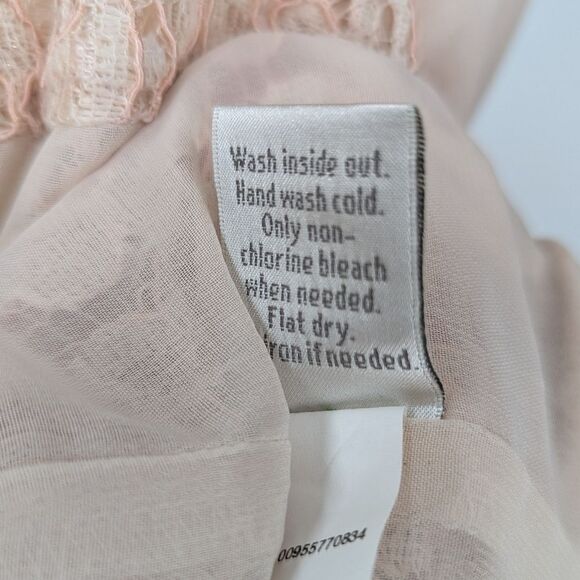 Wash inside out.
Hand wash cold.
Only non-
chlorine bleach
when needed.
Flat dry.
iron if needed.
00955770834